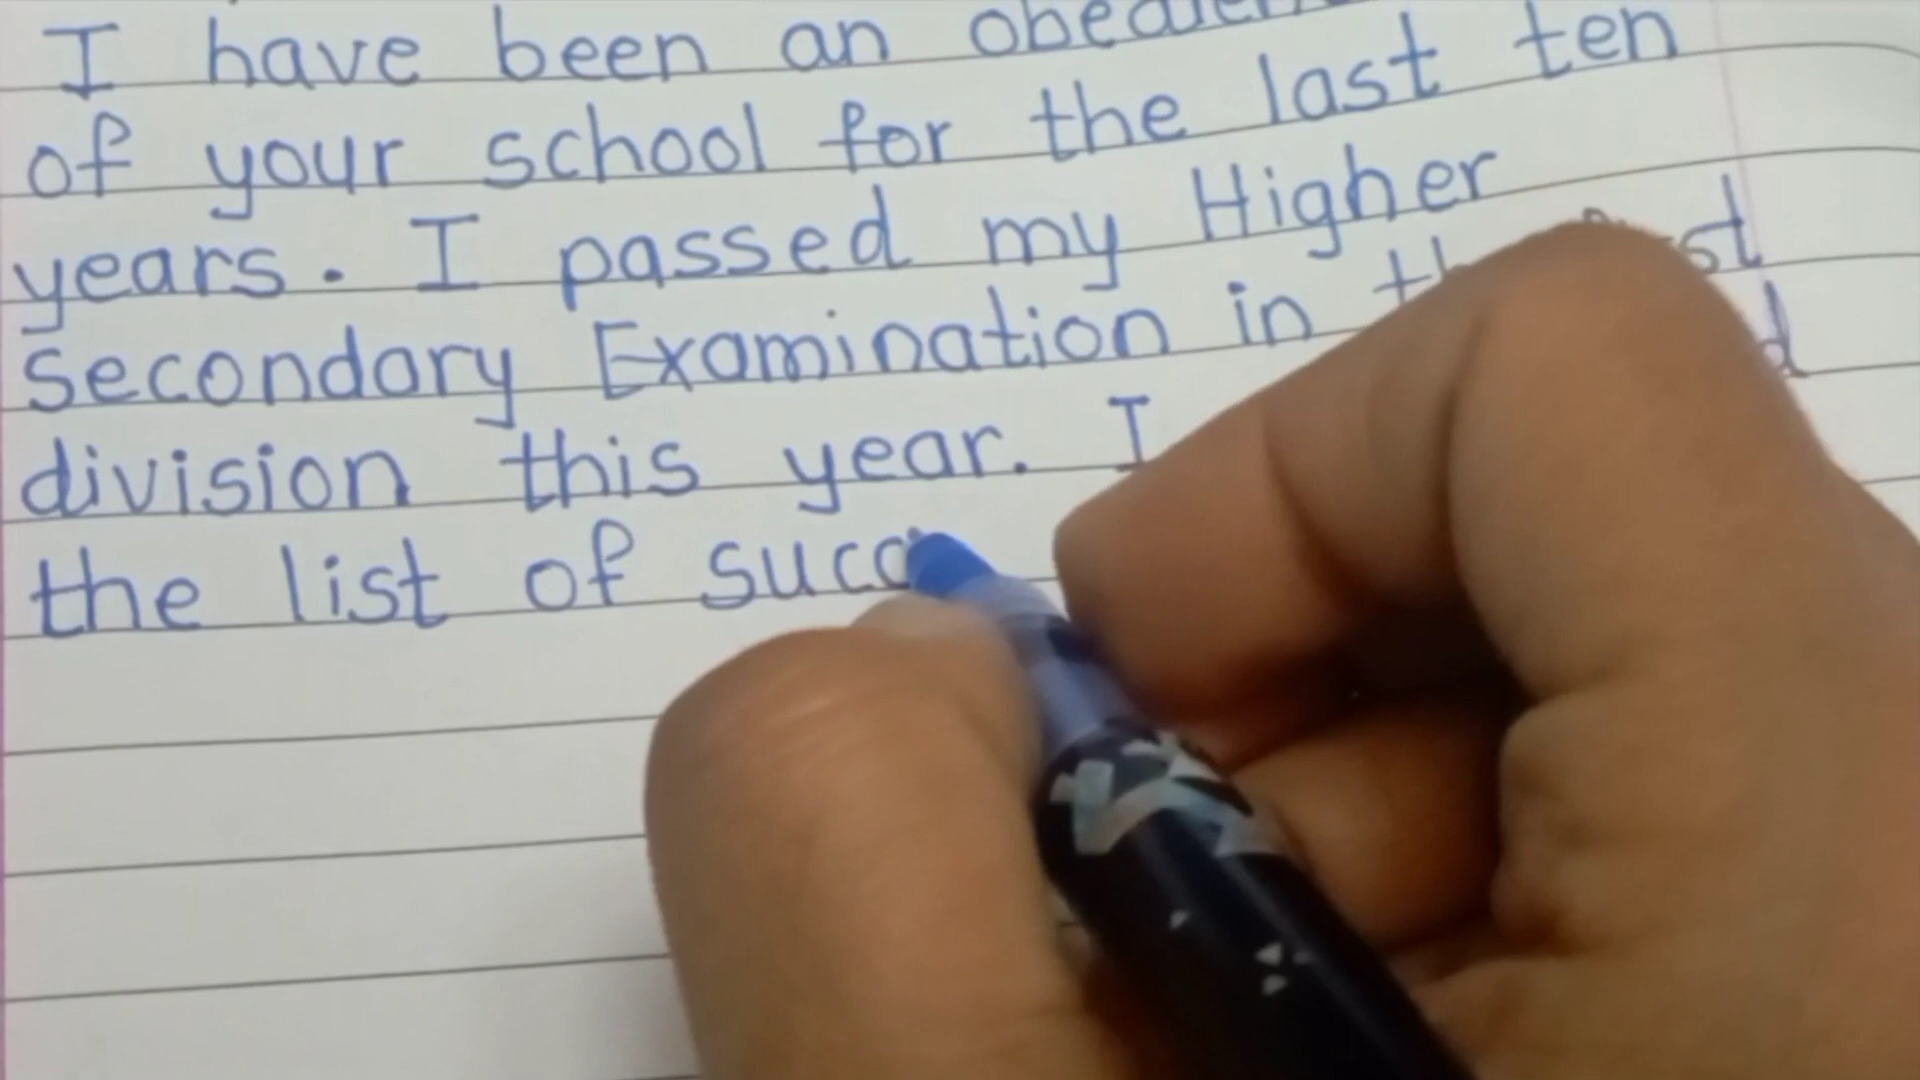 I have been an
of your school for the last ten
years. I passed my Higher
Secondary Examination in
division this year. I
the list of